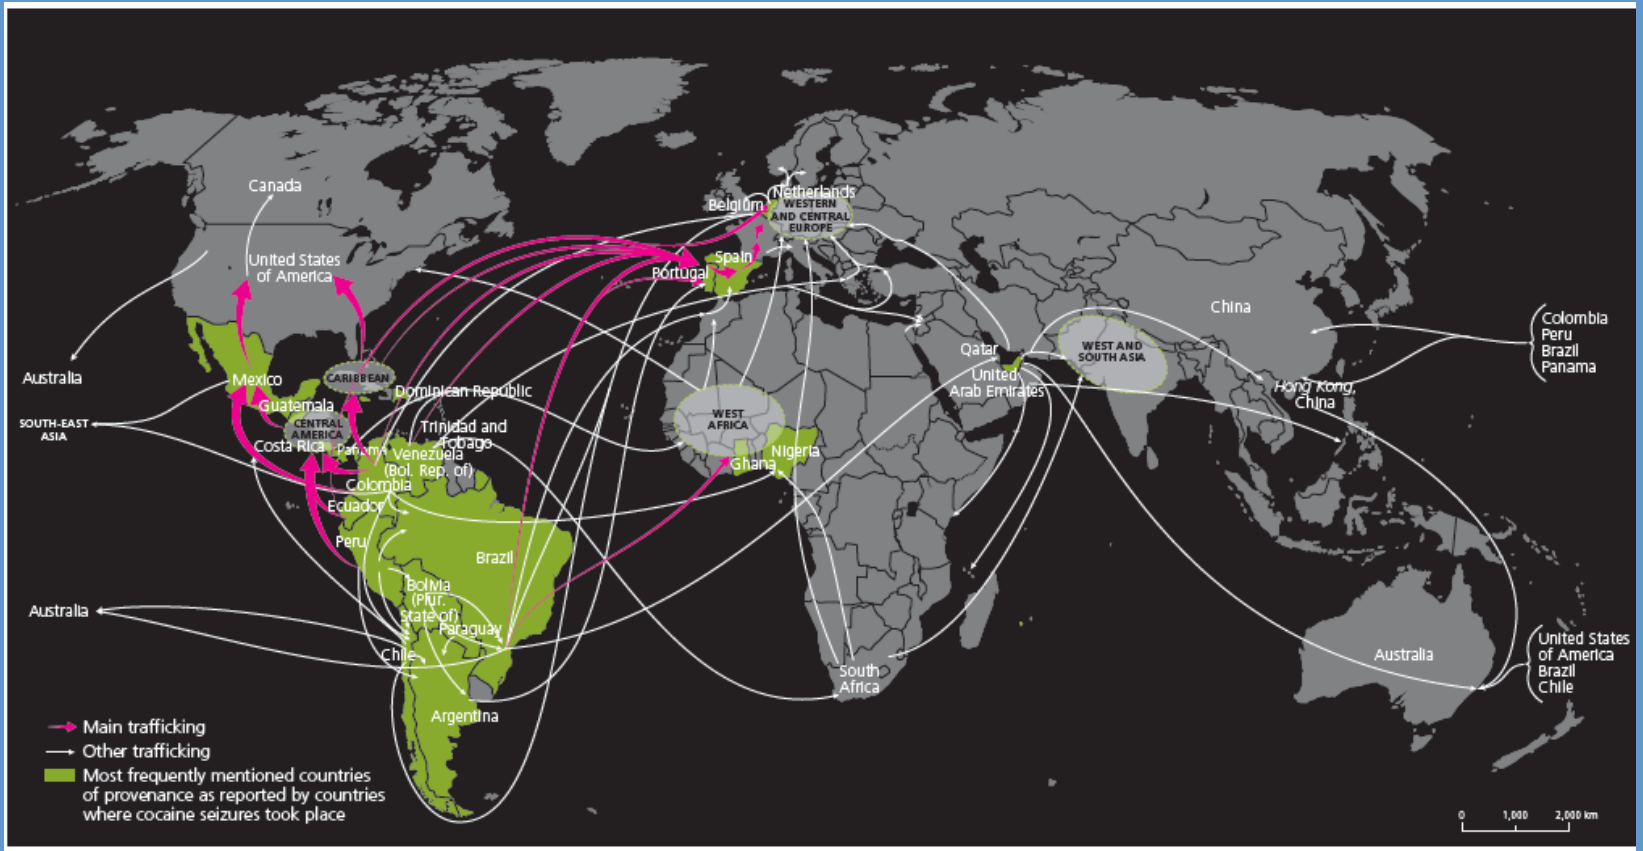 Canada
Netherlands
Belgium
WESTERN
AND CENTRAL
EUROPE
United States
of America
Spain
Portugal
China
Colombia
Peru
Brazil
Panama
Qatar
WEST AND
SOUTH ASIA
Australia
Mexico
CARIBBEAN
United
Arab Emirates
Hong Kong,
China
Dominican Republic
Guatemala
SOUTH-EAST
ASIA
CENTRAL
AMERICA
WEST
AFRICA
Trinidad and
Tobago
Costa Rica
Panama
Venezuela
(Bol. Rep. of)
Nigeria
Ghana
Colombia
Ecuador
Peru
Brazil
Bolivia
(Plur.
State of)
Australia
Paraguay
Chile
South
Africa
Australia
United States
of America
Brazil
Chile
Argentina
Main trafficking
Other trafficking
Most frequently mentioned countries
of provenance as reported by countries
where cocaine seizures took place
0 1,000 2,000 km